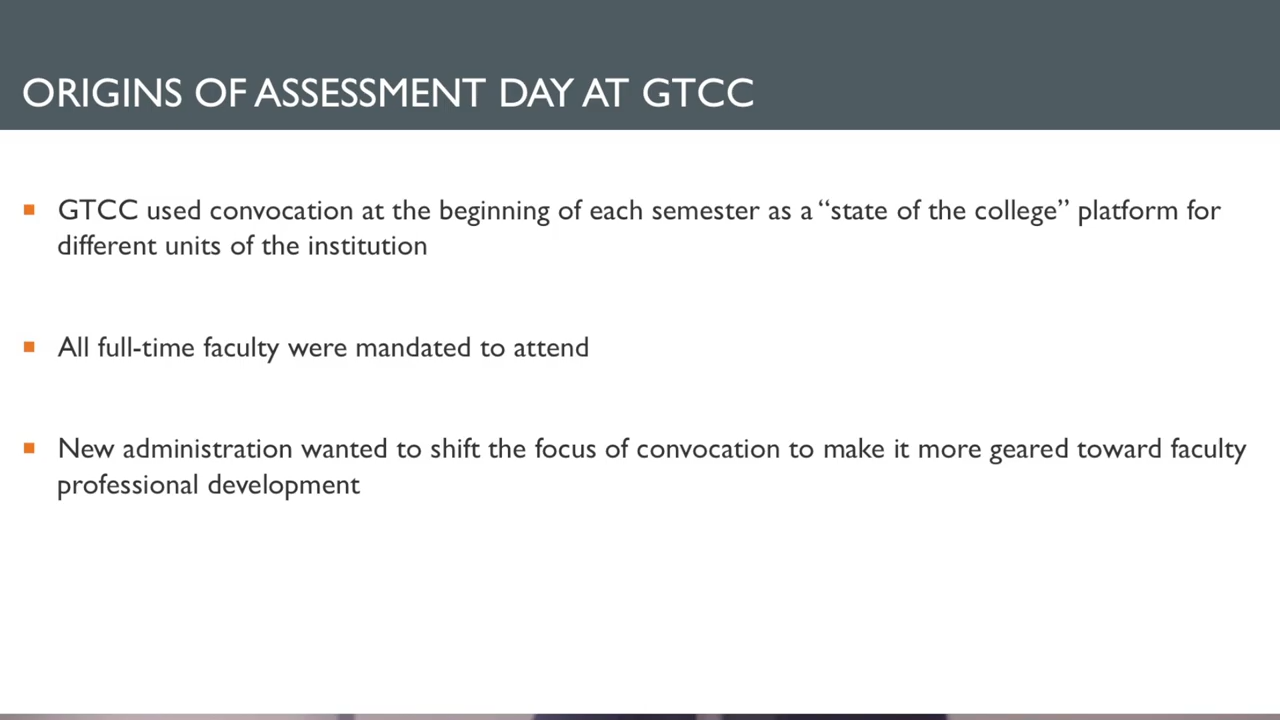 ORIGINS OF ASSESSMENT DAY AT GTCC
GTCC used convocation at the beginning of each semester as a “state of the college” platform for
different units of the institution
All full-time faculty were mandated to attend
New administration wanted to shift the focus of convocation to make it more geared toward faculty
professional development